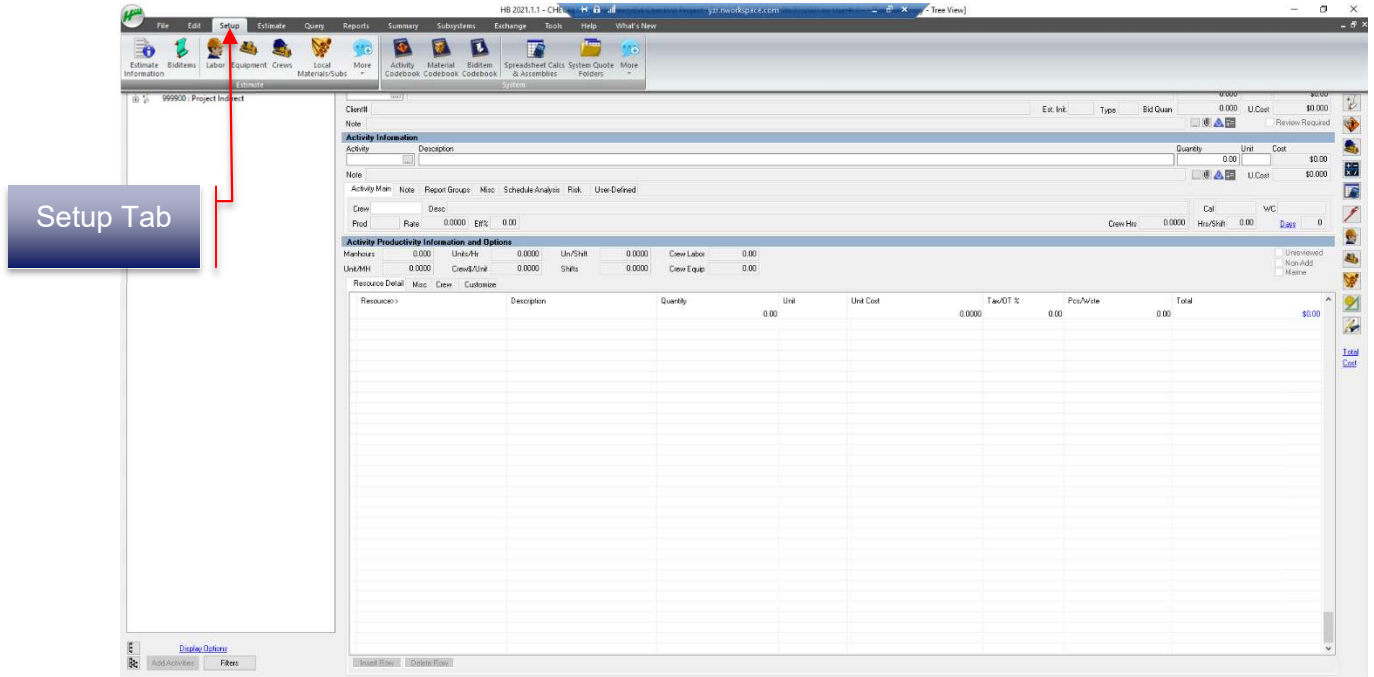 HB 2021.1.1 - CHE yzr.nworkspace.com - Tree View]
File Edit Setup Estimate Query Reports Summary Subsystems Exchange Tools Help What's New
Estimate Information Biditems Labor Equipment Crews Local Materials/Subs More Activity Codebook Material Codebook Biditem Codebook Spreadsheet Calcs & Assemblies System Quote Folders More
Estimate System
999900 : Project Indirect
0.000 $0.00
Client# Est. Init. Type Bid Quan 0.000 U.Cost $0.000
Note Review Required
Activity Information
Activity Description Quantity Unit Cost
0.00 $0.00
Note U.Cost $0.000
Activity Main Note Report Groups Misc Schedule Analysis Risk User-Defined
Setup Tab
Crew Desc Cal WC
Prod Rate 0.0000 Eff% 0.00 Crew Hrs 0.0000 Hrs/Shift 0.00 Days 0
Activity Productivity Information and Options
Manhours 0.000 Units/Hr 0.0000 Un/Shift 0.0000 Crew Labor 0.00 Unreviewed
Non-Add
Unit/MH 0.0000 Crew$/Unit 0.0000 Shifts 0.0000 Crew Equip 0.00 Marine
Resource Detail Misc Crew Customize
Resource>> Description Quantity Unit Unit Cost Tax/OT % Pcs/Wste Total
0.00 0.0000 0.00 0.00 $0.00
Total
Cost
Display Options
Add Activities Filters Insert Row Delete Row